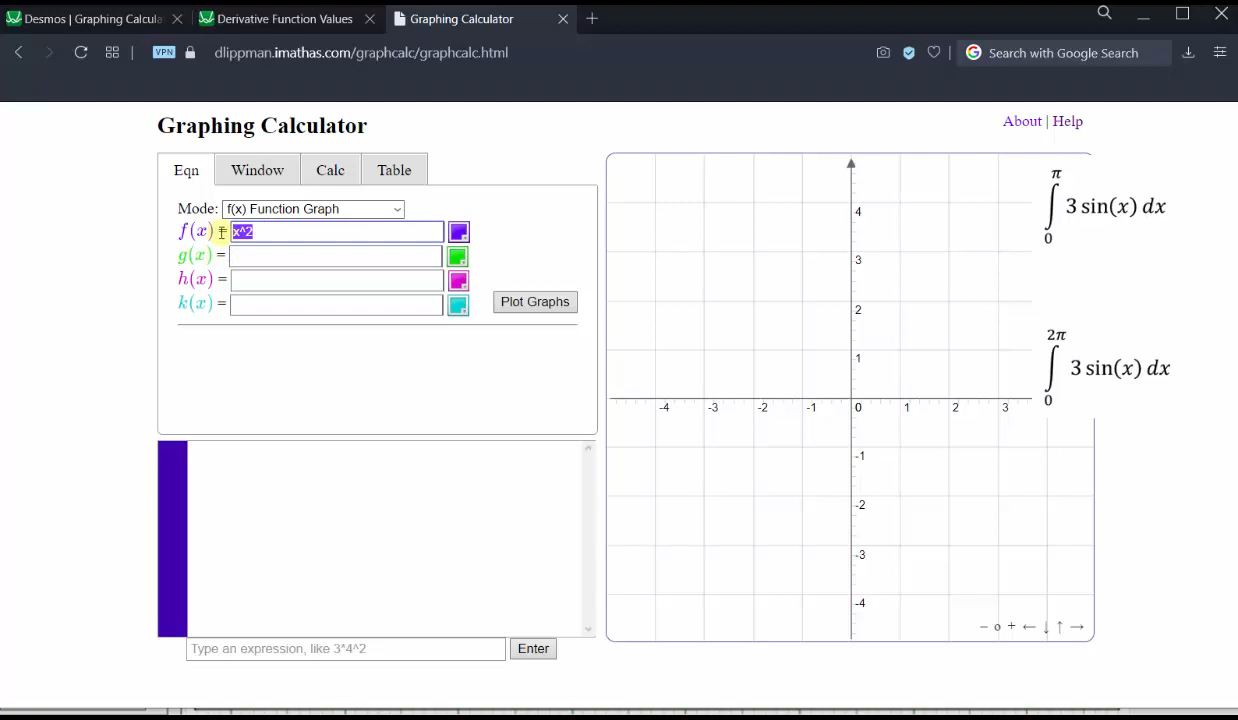 Desmos | Graphing Calcula
Derivative Function Values
Graphing Calculator
VPN
dlippman.imathas.com/graphcalc/graphcalc.html
Search with Google Search
Graphing Calculator
About | Help
Eqn
Window
Calc
Table
Mode: f(x) Function Graph
f(x) = x^2
g(x) =
h(x) =
k(x) =
Plot Graphs
Type an expression, like 3*4^2
Enter
4
3
2
1
-4 -3 -2 -1 0 1 2 3
-1
-2
-3
-4
- o + ← ↓ ↑ →
π
∫ 3 sin(x) dx
0
2π
∫ 3 sin(x) dx
0